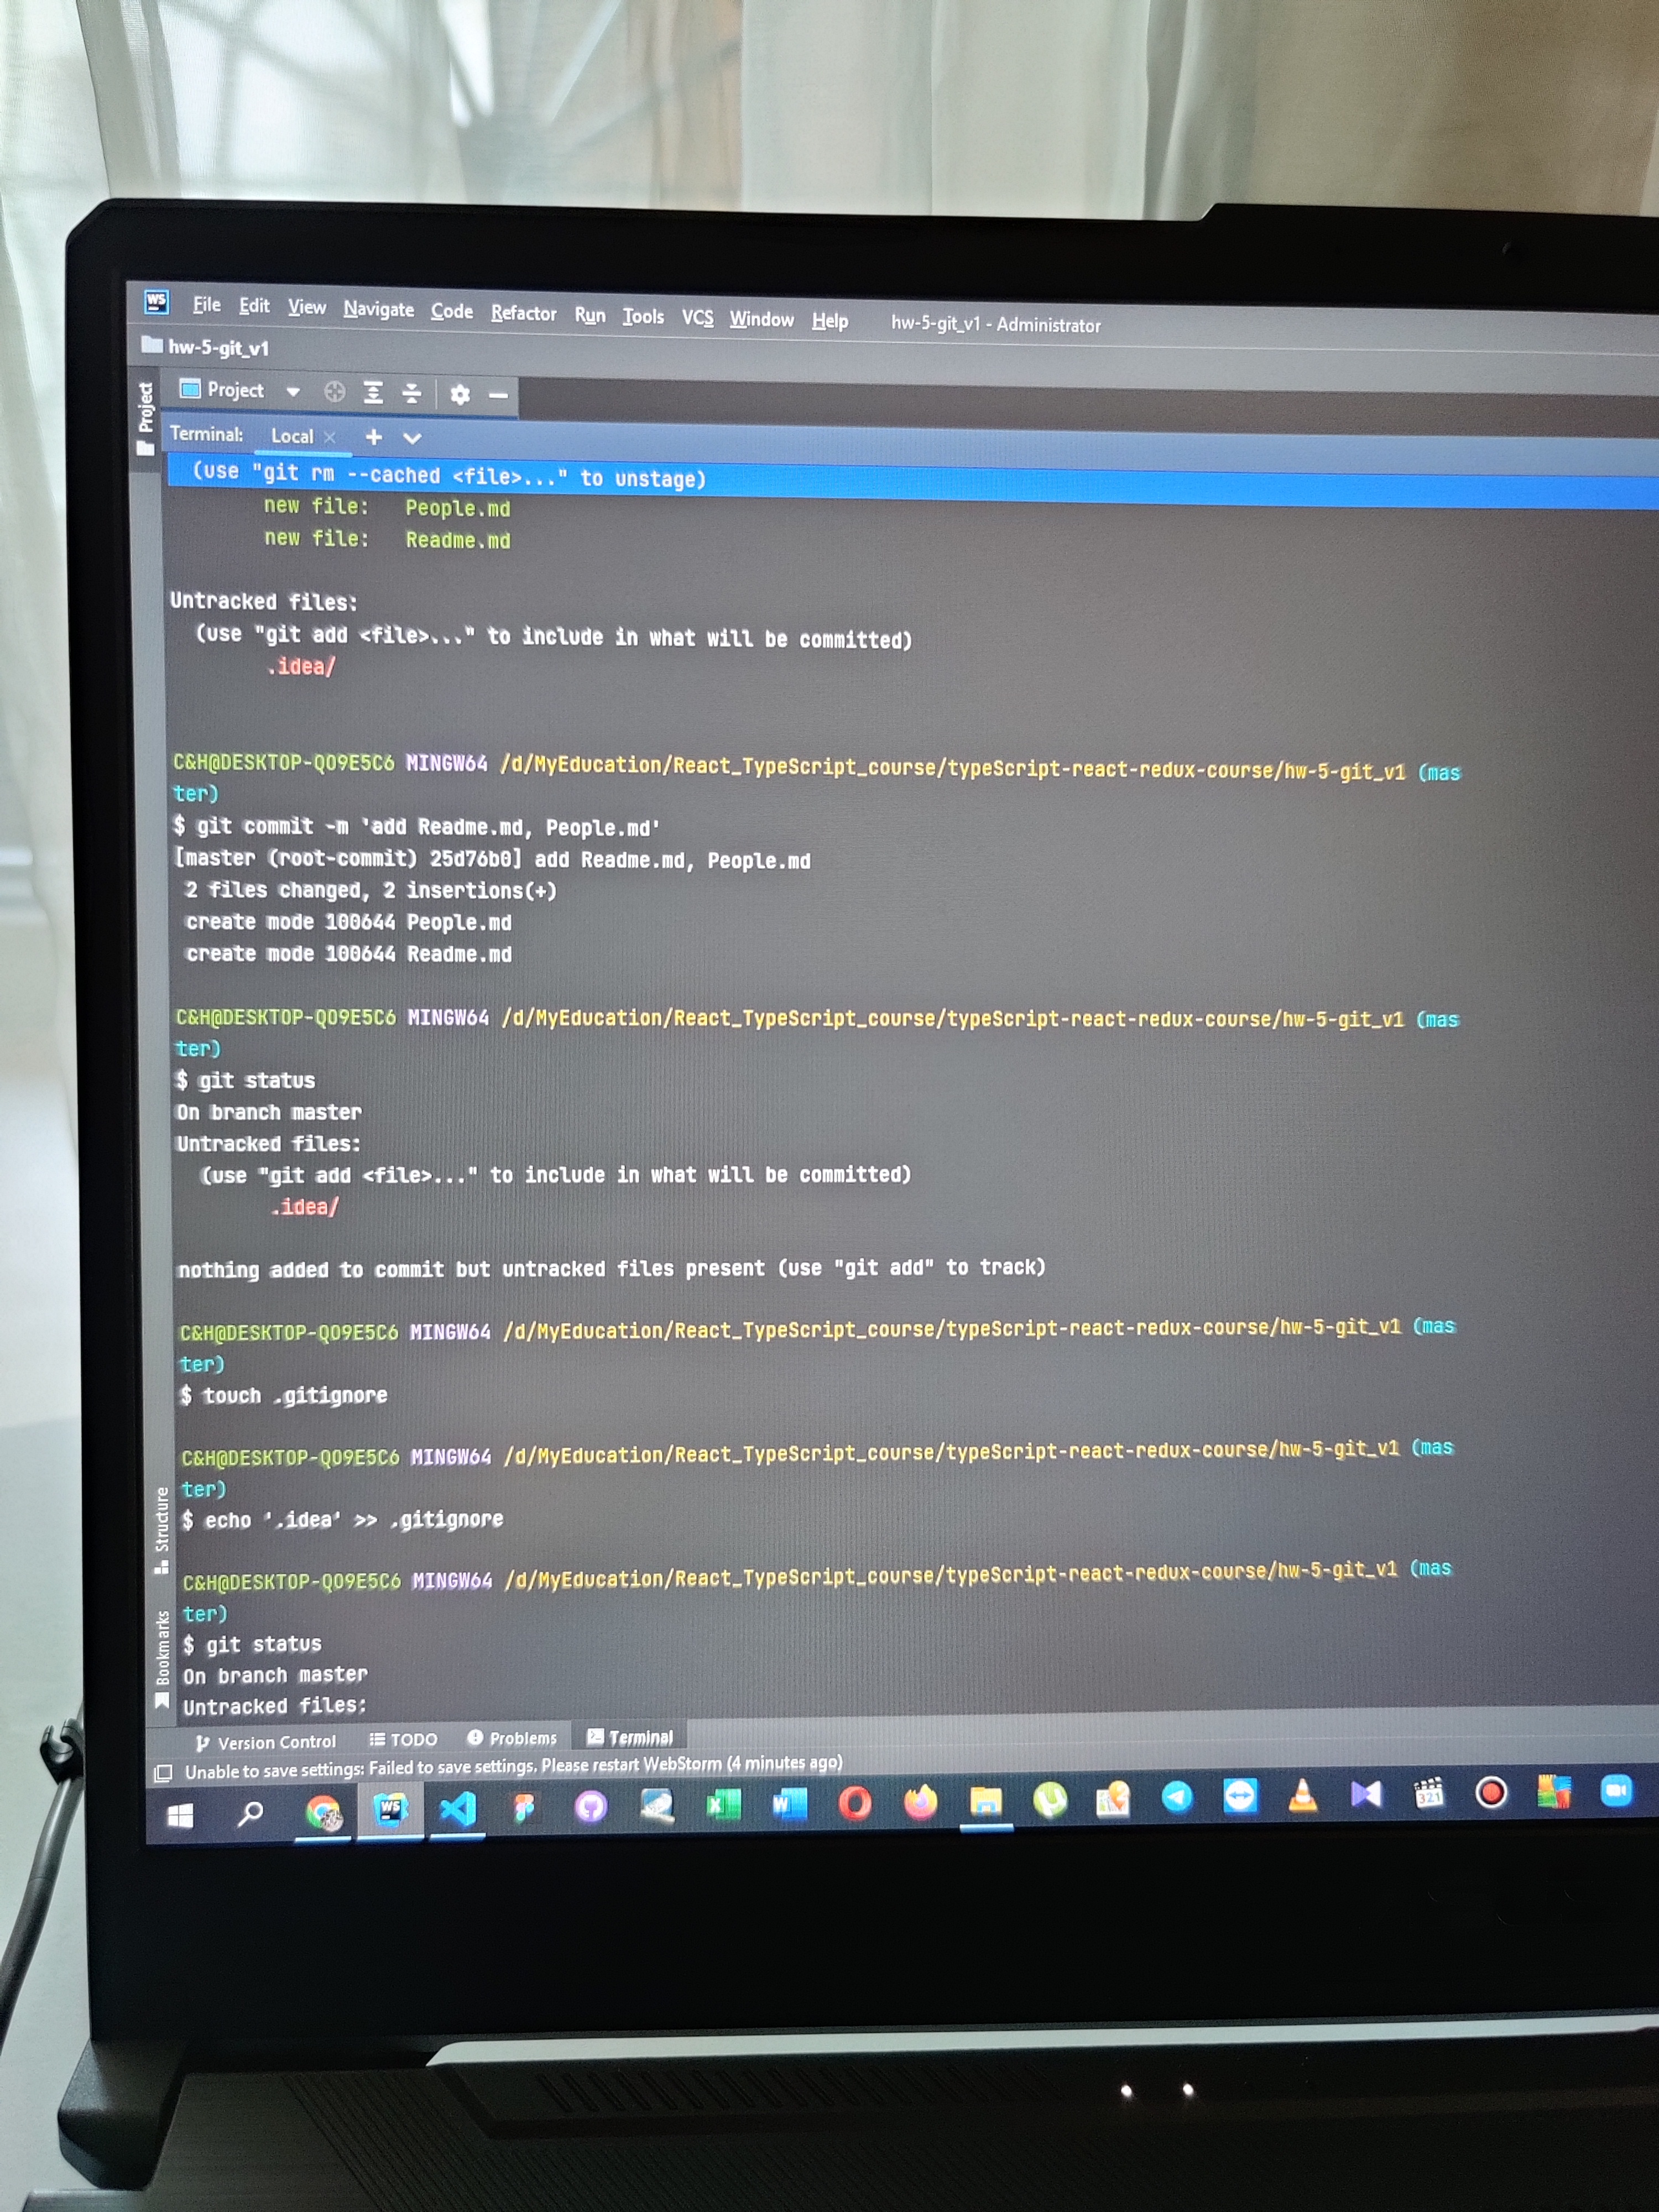 WS File Edit View Navigate Code Refactor Run Tools VCS Window Help hw-5-git_v1 - Administrator
hw-5-git_v1
Project
Project
Terminal: Local
(use "git rm --cached <file>..." to unstage)
new file: People.md
new file: Readme.md
Untracked files:
(use "git add <file>..." to include in what will be committed)
.idea/
C&H@DESKTOP-QO9E5C6 MINGW64 /d/MyEducation/React_TypeScript_course/typeScript-react-redux-course/hw-5-git_v1 (mas
ter)
$ git commit -m 'add Readme.md, People.md'
[master (root-commit) 25d76b0] add Readme.md, People.md
2 files changed, 2 insertions(+)
create mode 100644 People.md
create mode 100644 Readme.md
C&H@DESKTOP-QO9E5C6 MINGW64 /d/MyEducation/React_TypeScript_course/typeScript-react-redux-course/hw-5-git_v1 (mas
ter)
$ git status
On branch master
Untracked files:
(use "git add <file>..." to include in what will be committed)
.idea/
nothing added to commit but untracked files present (use "git add" to track)
C&H@DESKTOP-QO9E5C6 MINGW64 /d/MyEducation/React_TypeScript_course/typeScript-react-redux-course/hw-5-git_v1 (mas
ter)
$ touch .gitignore
C&H@DESKTOP-QO9E5C6 MINGW64 /d/MyEducation/React_TypeScript_course/typeScript-react-redux-course/hw-5-git_v1 (mas
ter)
$ echo '.idea' >> .gitignore
C&H@DESKTOP-QO9E5C6 MINGW64 /d/MyEducation/React_TypeScript_course/typeScript-react-redux-course/hw-5-git_v1 (mas
ter)
$ git status
On branch master
Untracked files:
Structure
Bookmarks
Version Control TODO Problems Terminal
Unable to save settings: Failed to save settings. Please restart WebStorm (4 minutes ago)
WS
321